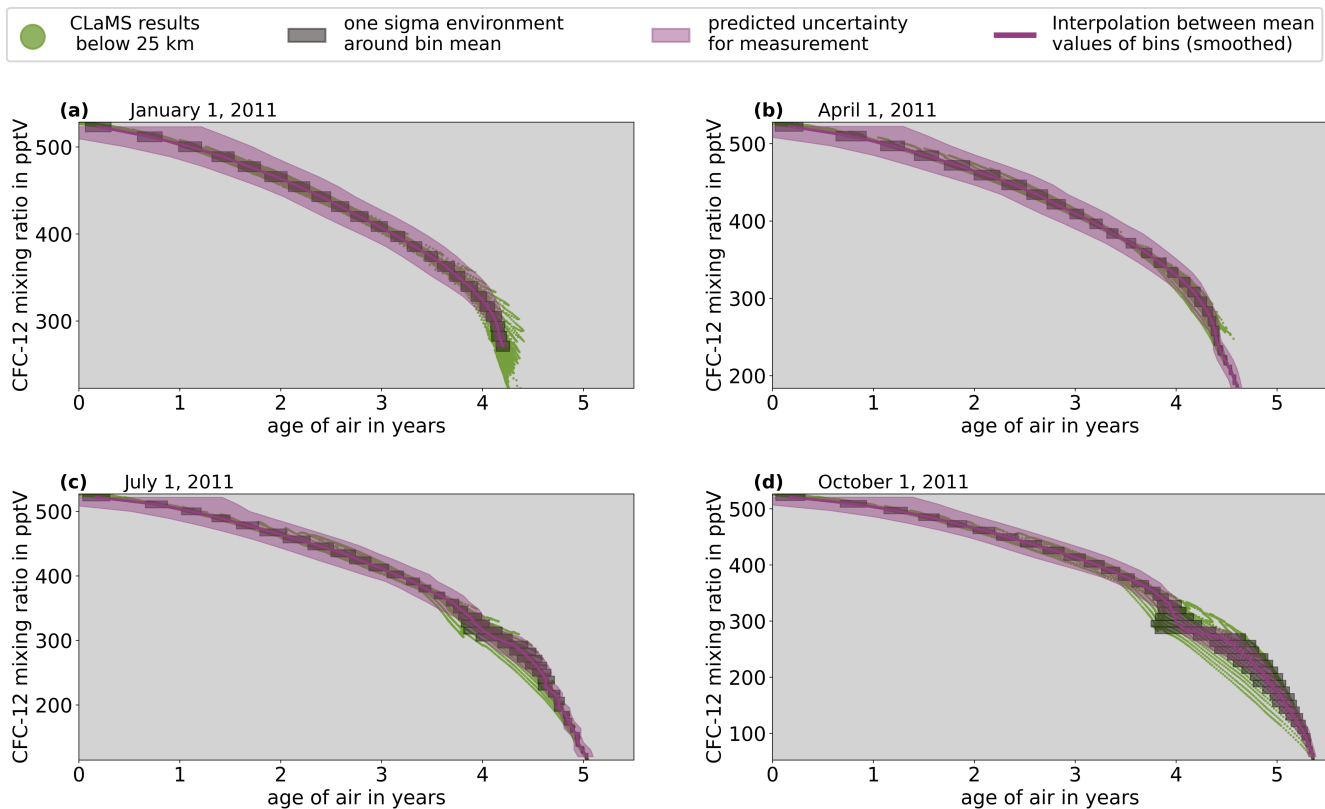 CLaMS results
below 25 km
one sigma environment
around bin mean
predicted uncertainty
for measurement
Interpolation between mean
values of bins (smoothed)
(a) January 1, 2011
CFC-12 mixing ratio in pptV
500
400
300
0 1 2 3 4 5
age of air in years
(b) April 1, 2011
CFC-12 mixing ratio in pptV
500
400
300
200
0 1 2 3 4 5
age of air in years
(c) July 1, 2011
CFC-12 mixing ratio in pptV
500
400
300
200
0 1 2 3 4 5
age of air in years
(d) October 1, 2011
CFC-12 mixing ratio in pptV
500
400
300
200
100
0 1 2 3 4 5
age of air in years